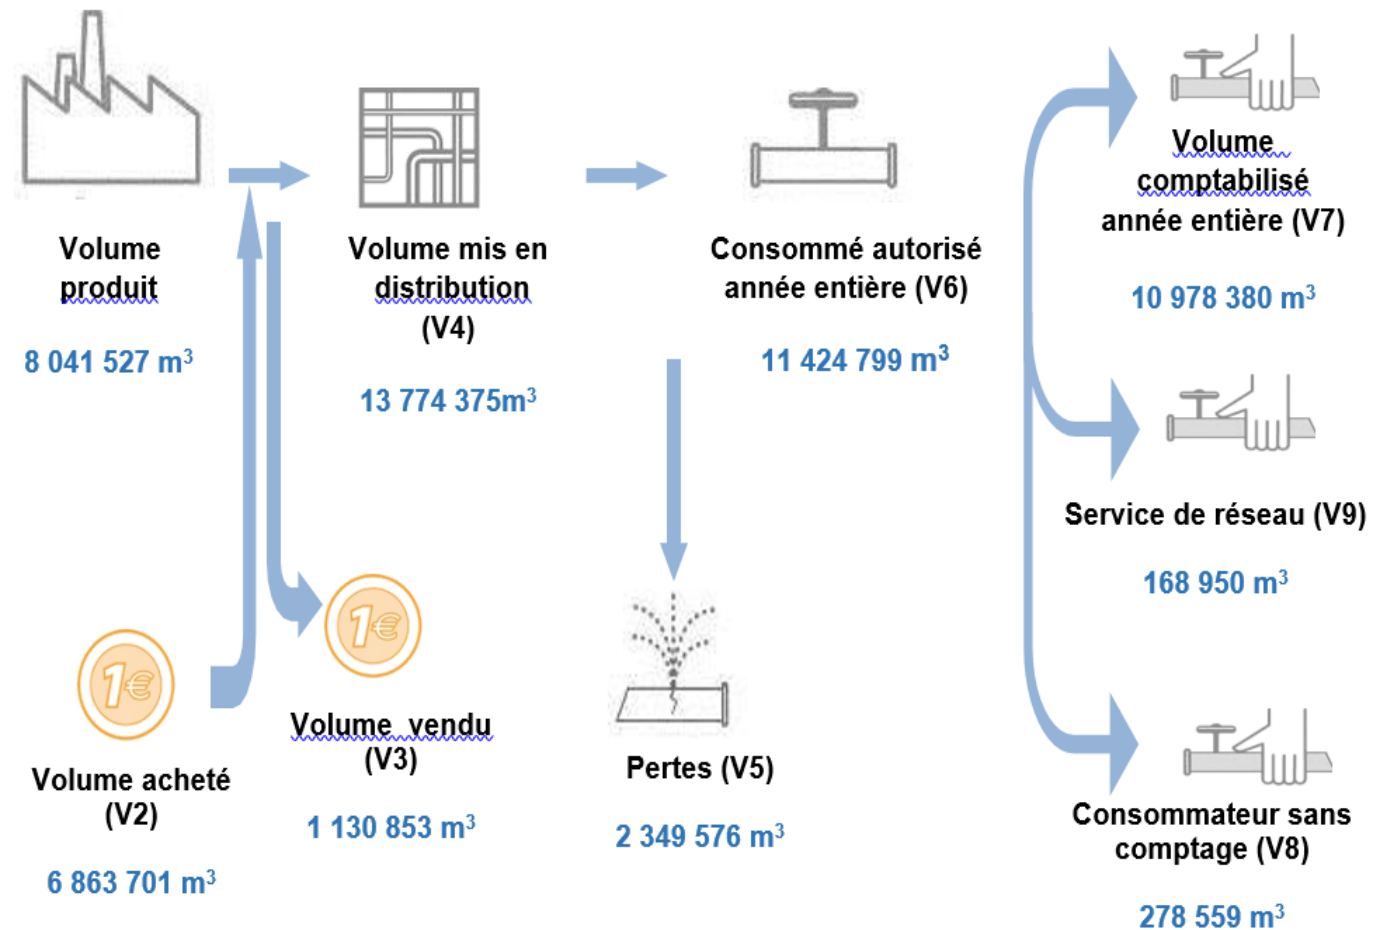 Volume
produit
8 041 527 m³
Volume mis en
distribution
(V4)
13 774 375m³
Consommé autorisé
année entière (V6)
11 424 799 m³
Volume
comptabilisé
année entière (V7)
10 978 380 m³
Service de réseau (V9)
168 950 m³
1€
Volume acheté
(V2)
6 863 701 m³
1€
Volume vendu
(V3)
1 130 853 m³
Pertes (V5)
2 349 576 m³
Consommateur sans
comptage (V8)
278 559 m³